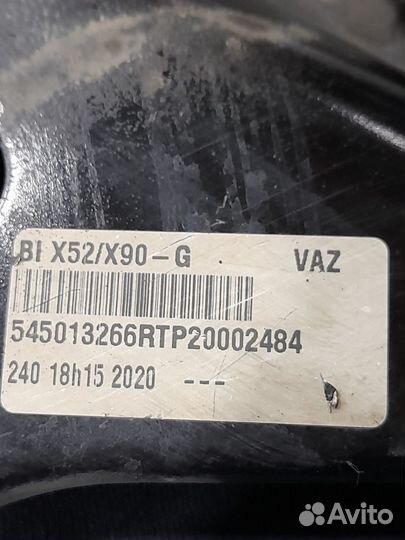 BI X52/X90-G VAZ
545013266RTP20002484
240 18h15 2020 ---
Avito